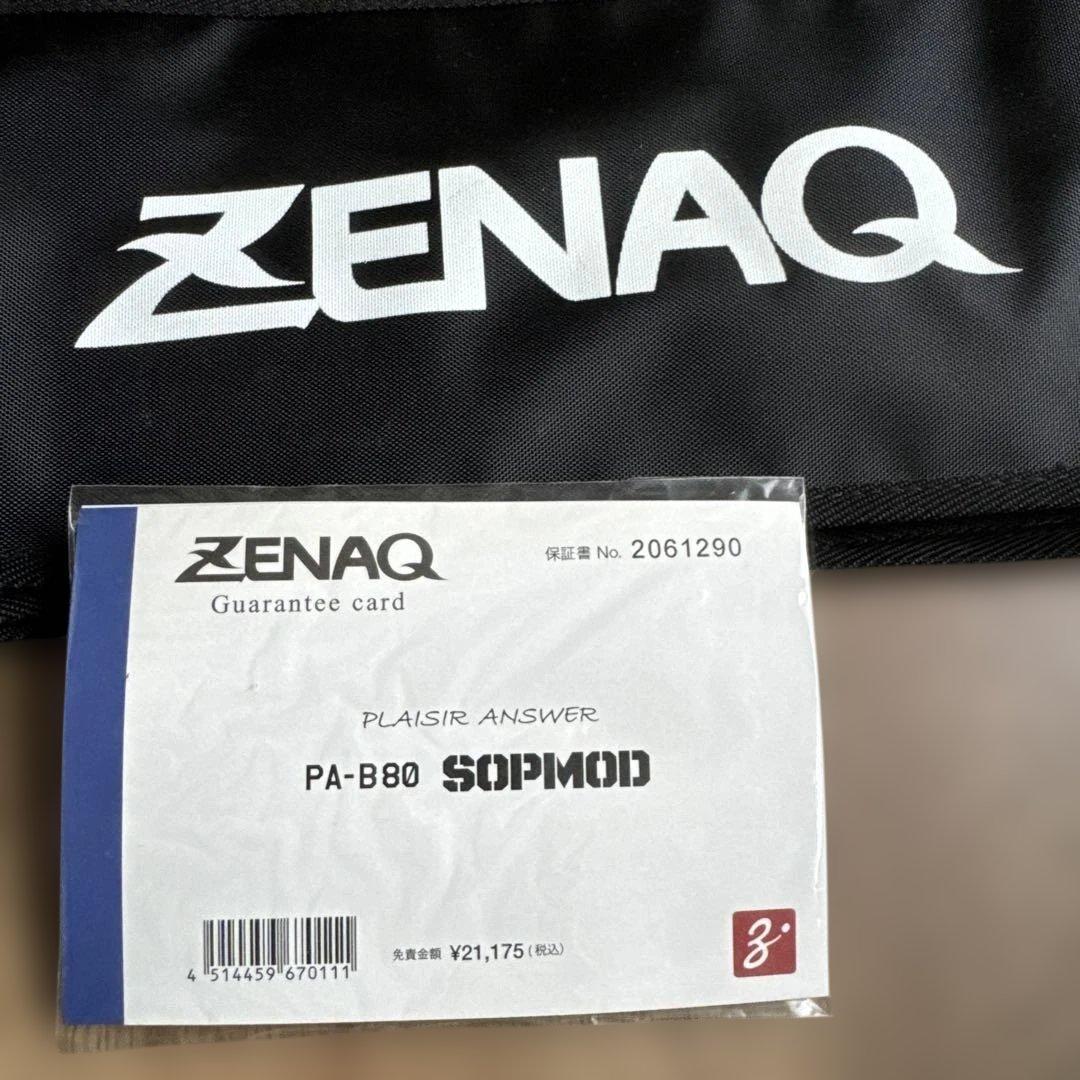 ZENAQ
ZENAQ
Guarantee card
保証書 No. 2061290
PLAISIR ANSWER
PA-B80 SOPMOD
4 514459 670111
免責金額 ¥21,175 (税込)